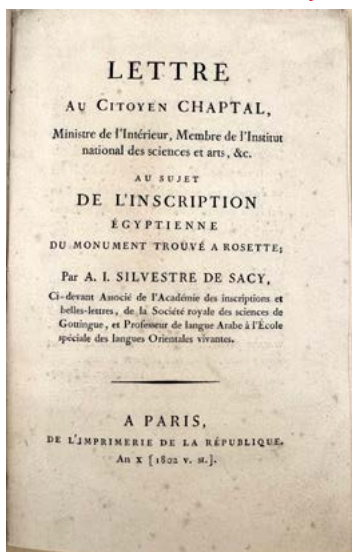 LETTRE
AU CITOYEN CHAPTAL,
Ministre de l'Intérieur, Membre de l'Institut
national des sciences et arts, &c.
AU SUJET
DE L'INSCRIPTION
ÉGYPTIENNE
DU MONUMENT TROUVÉ A ROSETTE;
Par A. I. SILVESTRE DE SACY,
Ci-devant Associé de l'Académie des inscriptions et
belles-lettres, de la Société royale des sciences de
Gottingue, et Professeur de langue Arabe à l'École
spéciale des langues Orientales vivantes.
A PARIS,
DE L'IMPRIMERIE DE LA RÉPUBLIQUE.
An X [1802 v. st.].